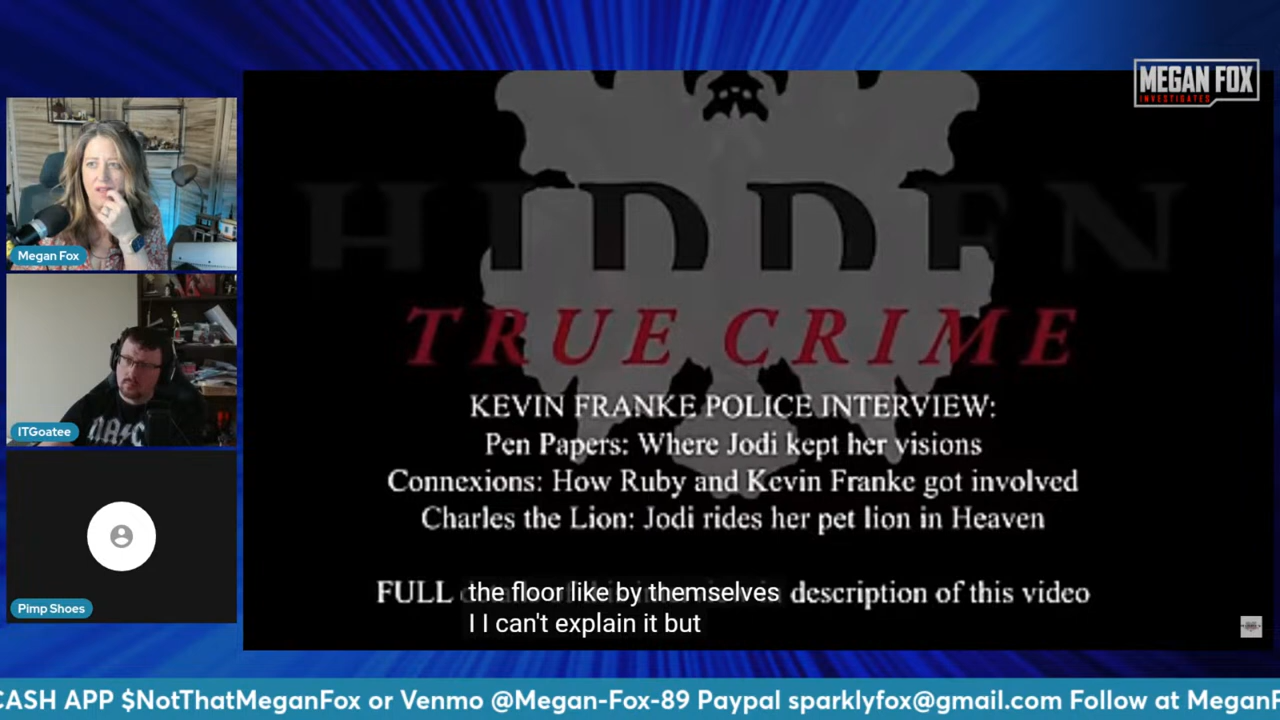 MEGAN FOX
INVESTIGATES
HIDDEN
TRUE CRIME
KEVIN FRANKE POLICE INTERVIEW:
Pen Papers: Where Jodi kept her visions
Connexions: How Ruby and Kevin Franke got involved
Charles the Lion: Jodi rides her pet lion in Heaven
FULL
description of this video
the floor like by themselves
I I can't explain it but
Megan Fox
ITGoatee
Pimp Shoes
CASH APP $NotThatMeganFox or Venmo @Megan-Fox-89 Paypal sparklyfox@gmail.com Follow at MeganF